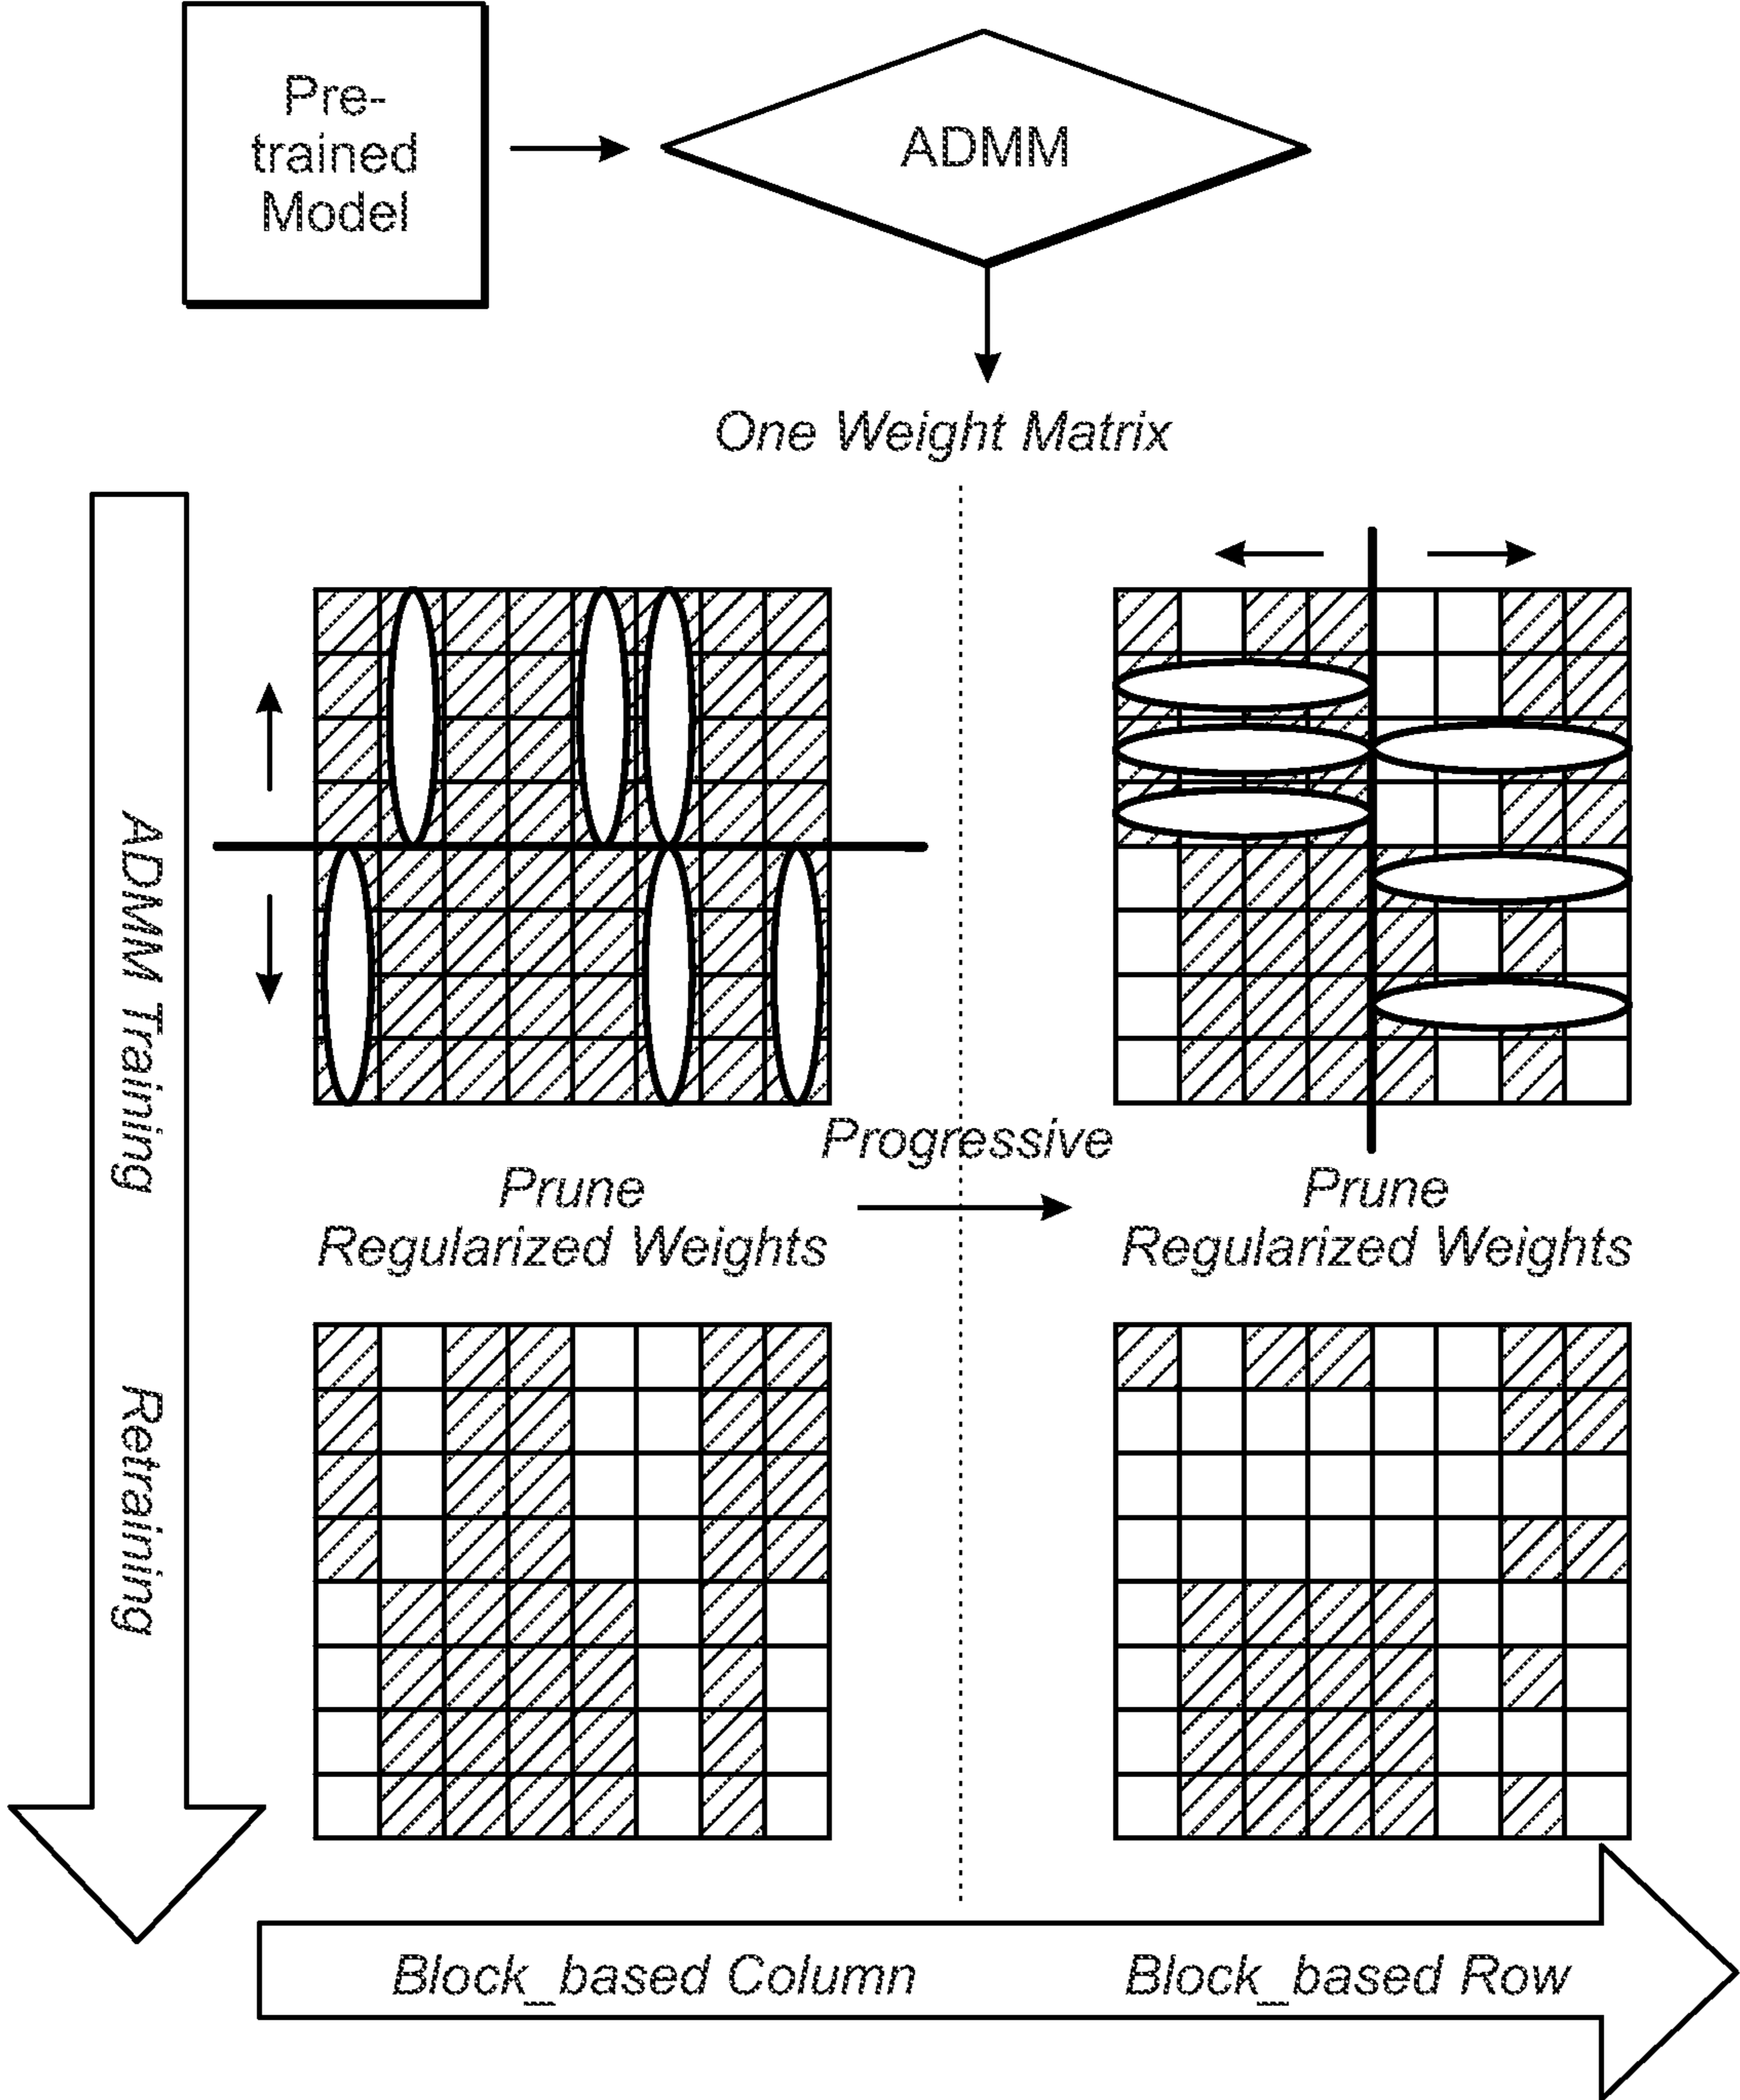 Pre-
trained
Model
ADMM
One Weight Matrix
ADMM Training
Retraining
Progressive
Prune
Regularized Weights
Prune
Regularized Weights
Block_based Column
Block_based Row